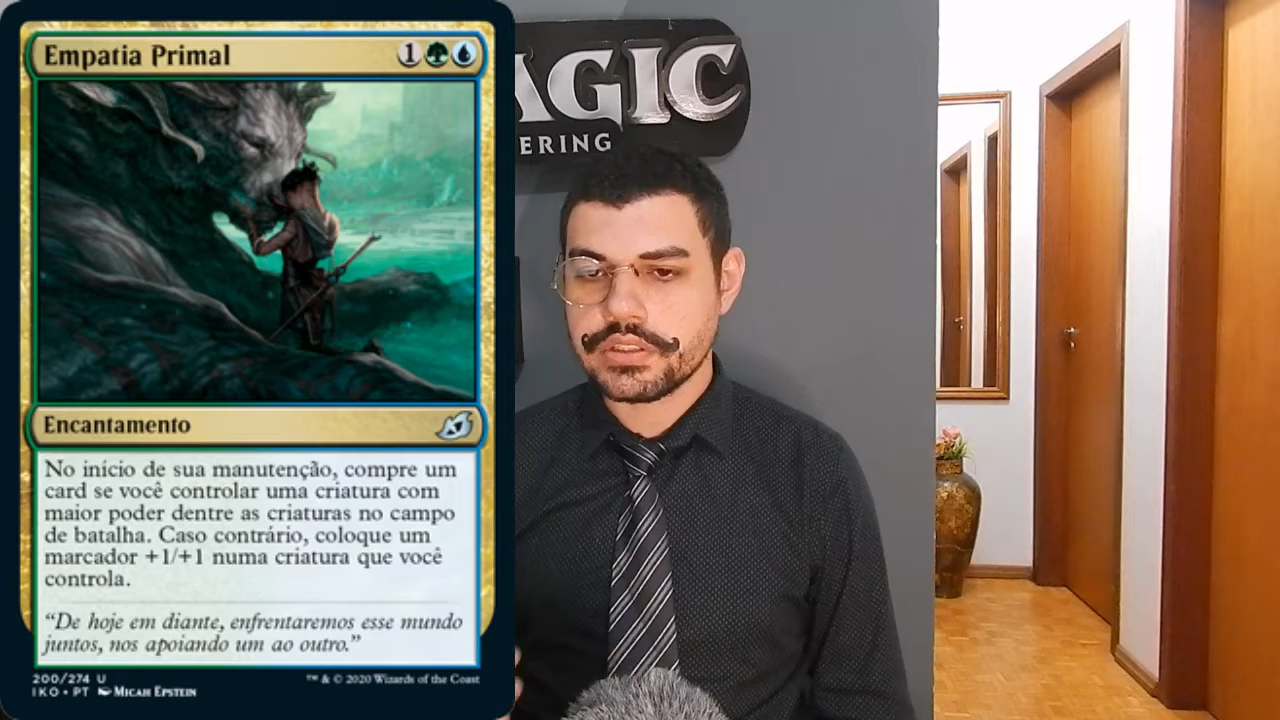 Empatia Primal
1
Encantamento
No início de sua manutenção, compre um
card se você controlar uma criatura com
maior poder dentre as criaturas no campo
de batalha. Caso contrário, coloque um
marcador +1/+1 numa criatura que você
controla.
“De hoje em diante, enfrentaremos esse mundo
juntos, nos apoiando um ao outro.”
200/274 U
IKO • PT Micah Epstein
™ & © 2020 Wizards of the Coast
AGIC
ERING